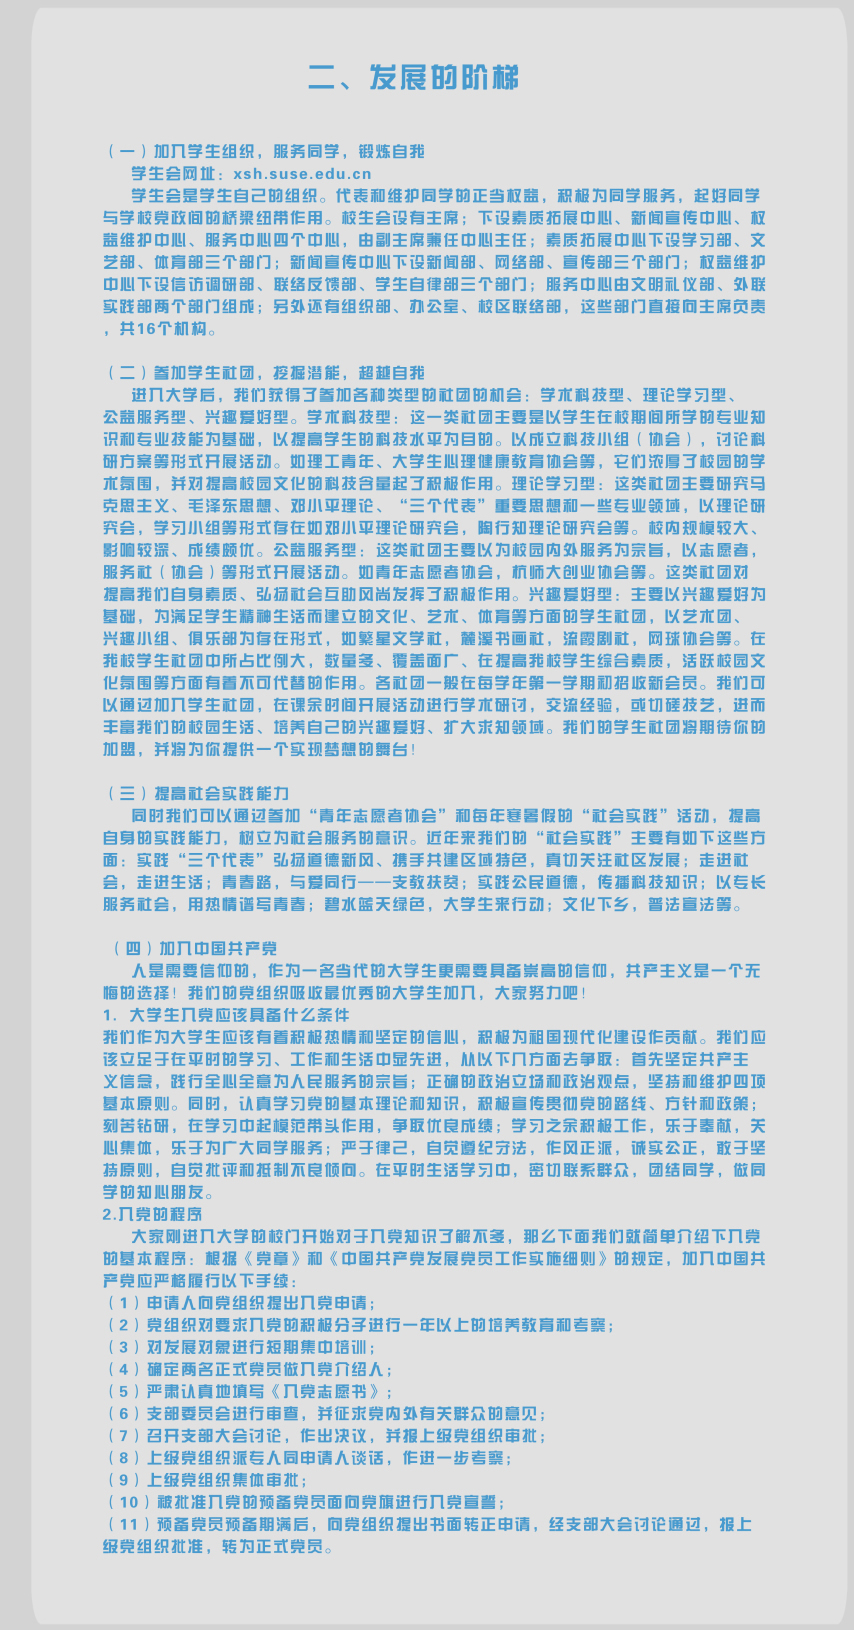 二、发展的阶梯
（一）加入学生组织，服务同学，锻炼自我
学生会网址：xsh.suse.edu.cn
学生会是学生自己的组织。代表和维护同学的正当权益，积极为同学服务，起好同学
与学校党政间的桥梁纽带作用。校生会设有主席；下设素质拓展中心、新闻宣传中心、权
益维护中心、服务中心四个中心，由副主席兼任中心主任；素质拓展中心下设学习部、文
艺部、体育部三个部门；新闻宣传中心下设新闻部、网络部、宣传部三个部门；权益维护
中心下设信访调研部、联络反馈部、学生自律部三个部门；服务中心由文明礼仪部、外联
实践部两个部门组成；另外还有组织部、办公室、校区联络部，这些部门直接向主席负责
，共16个机构。
（二）参加学生社团，挖掘潜能，超越自我
进入大学后，我们获得了参加各种类型的社团的机会：学术科技型、理论学习型、
公益服务型、兴趣爱好型。学术科技型：这一类社团主要是以学生在校期间所学的专业知
识和专业技能为基础，以提高学生的科技水平为目的。以成立科技小组（协会），讨论科
研方案等形式开展活动。如理工青年、大学生心理健康教育协会等，它们浓厚了校园的学
术氛围，并对提高校园文化的科技含量起了积极作用。理论学习型：这类社团主要研究马
克思主义、毛泽东思想、邓小平理论、“三个代表”重要思想和一些专业领域，以理论研
究会，学习小组等形式存在如邓小平理论研究会，陶行知理论研究会等。校内规模较大、
影响较深、成绩颇优。公益服务型：这类社团主要以为校园内外服务为宗旨，以志愿者，
服务社（协会）等形式开展活动。如青年志愿者协会，杭师大创业协会等。这类社团对
提高我们自身素质、弘扬社会互助风尚发挥了积极作用。兴趣爱好型：主要以兴趣爱好为
基础，为满足学生精神生活而建立的文化、艺术、体育等方面的学生社团，以艺术团、
兴趣小组、俱乐部为存在形式，如繁星文学社，麓溪书画社，流霞剧社，网球协会等。在
我校学生社团中所占比例大，数量多、覆盖面广、在提高我校学生综合素质，活跃校园文
化氛围等方面有着不可代替的作用。各社团一般在每学年第一学期初招收新会员。我们可
以通过加入学生社团，在课余时间开展活动进行学术研讨，交流经验，或切磋技艺，进而
丰富我们的校园生活、培养自己的兴趣爱好、扩大求知领域。我们的学生社团将期待你的
加盟，并将为你提供一个实现梦想的舞台！
（三）提高社会实践能力
同时我们可以通过参加“青年志愿者协会”和每年寒暑假的“社会实践”活动，提高
自身的实践能力，树立为社会服务的意识。近年来我们的“社会实践”主要有如下这些方
面：实践“三个代表”弘扬道德新风、携手共建区域特色，真切关注社区发展；走进社
会，走进生活；青春路，与爱同行——支教扶贫；实践公民道德，传播科技知识；以专长
服务社会，用热情谱写青春；碧水蓝天绿色，大学生来行动；文化下乡，普法宣法等。
（四）加入中国共产党
人是需要信仰的，作为一名当代的大学生更需要具备崇高的信仰，共产主义是一个无
悔的选择！我们的党组织吸收最优秀的大学生加入，大家努力吧！
1. 大学生入党应该具备什么条件
我们作为大学生应该有着积极热情和坚定的信心，积极为祖国现代化建设作贡献。我们应
该立足于在平时的学习、工作和生活中显先进，从以下几方面去争取：首先坚定共产主
义信念，践行全心全意为人民服务的宗旨；正确的政治立场和政治观点，坚持和维护四项
基本原则。同时，认真学习党的基本理论和知识，积极宣传贯彻党的路线、方针和政策；
刻苦钻研，在学习中起模范带头作用，争取优良成绩；学习之余积极工作，乐于奉献，关
心集体，乐于为广大同学服务；严于律己，自觉遵纪守法，作风正派，诚实公正，敢于坚
持原则，自觉批评和抵制不良倾向。在平时生活学习中，密切联系群众，团结同学，做同
学的知心朋友。
2.入党的程序
大家刚进入大学的校门开始对于入党知识了解不多，那么下面我们就简单介绍下入党
的基本程序：根据《党章》和《中国共产党发展党员工作实施细则》的规定，加入中国共
产党应严格履行以下手续：
（1）申请人向党组织提出入党申请；
（2）党组织对要求入党的积极分子进行一年以上的培养教育和考察；
（3）对发展对象进行短期集中培训；
（4）确定两名正式党员做入党介绍人；
（5）严肃认真地填写《入党志愿书》；
（6）支部委员会进行审查，并征求党内外有关群众的意见；
（7）召开支部大会讨论，作出决议，并报上级党组织审批；
（8）上级党组织派专人同申请人谈话，作进一步考察；
（9）上级党组织集体审批；
（10）被批准入党的预备党员面向党旗进行入党宣誓；
（11）预备党员预备期满后，向党组织提出书面转正申请，经支部大会讨论通过，报上
级党组织批准，转为正式党员。